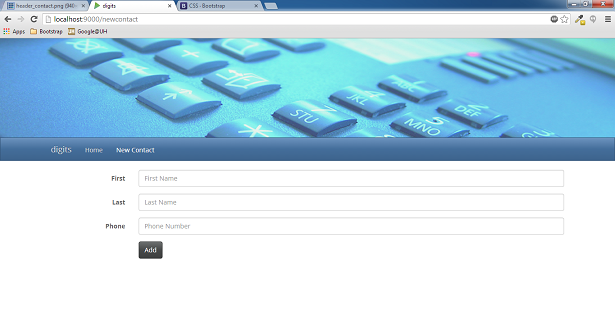 header_contact.png (940×
digits
CSS · Bootstrap
localhost:9000/newcontact
Apps
Bootstrap
Google@UH
JKL
ABC
STU
MNO
DEF
digits
Home
New Contact
First
First Name
Last
Last Name
Phone
Phone Number
Add